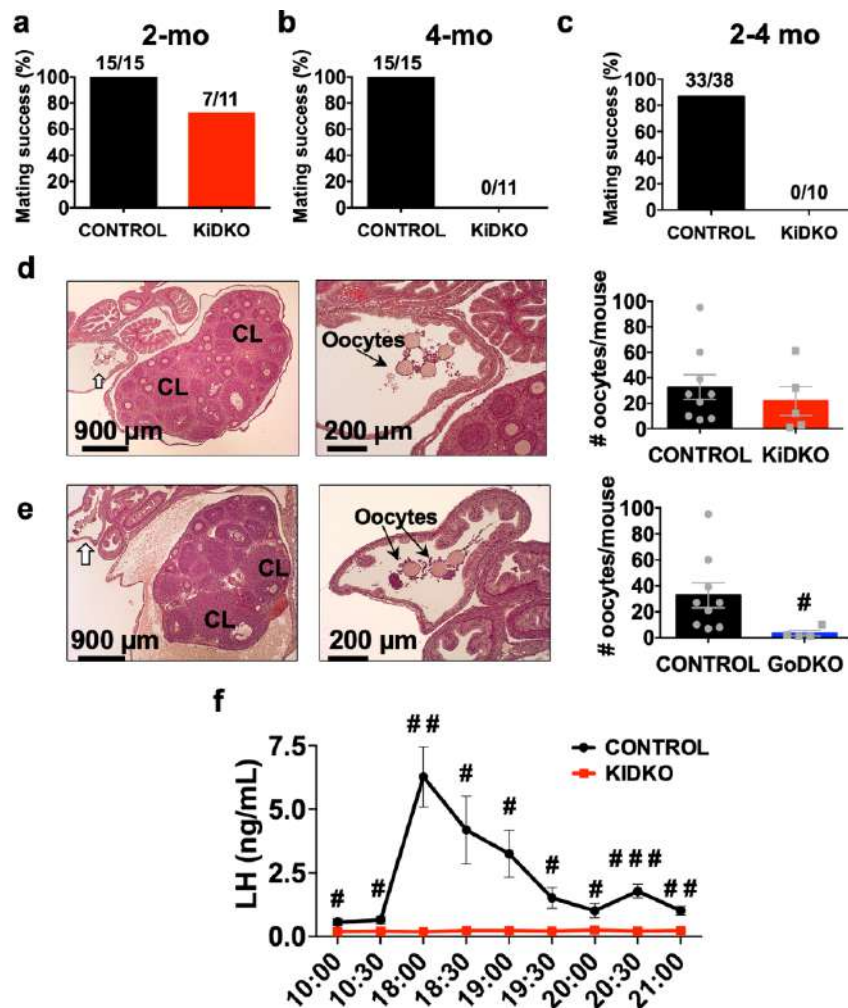 a
2-mo
15/15
7/11
Mating success (%)
100
80
60
40
20
0
CONTROL KiDKO
b
4-mo
15/15
0/11
Mating success (%)
100
80
60
40
20
0
CONTROL KiDKO
c
2-4 mo
33/38
0/10
Mating success (%)
100
80
60
40
20
0
CONTROL KiDKO
d
CL
CL
900 µm
Oocytes
200 µm
# oocytes/mouse
100
80
60
40
20
0
CONTROL KiDKO
e
CL
CL
900 µm
Oocytes
200 µm
# oocytes/mouse
100
80
60
40
20
0
#
CONTROL GoDKO
f
LH (ng/mL)
7.5
5.0
2.5
0.0
# # ## # # # # ### ##
CONTROL
KIDKO
10:00 10:30 18:00 18:30 19:00 19:30 20:00 20:30 21:00